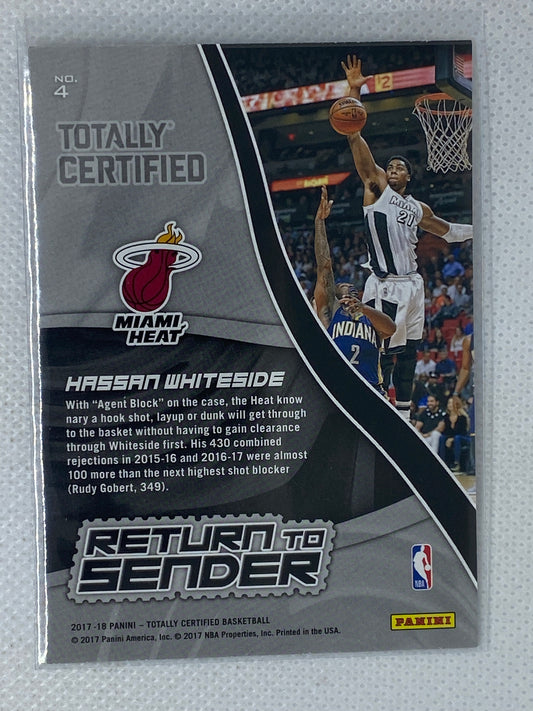 NO.
4
TOTALLY
CERTIFIED
MIAMI
HEAT
MIAMI
21
INDIANA
2
HASSAN WHITESIDE
With "Agent Block" on the case, the Heat know
nary a hook shot, layup or dunk will get through
to the basket without having to gain clearance
through Whiteside first. His 430 combined
rejections in 2015-16 and 2016-17 were almost
100 more than the next highest shot blocker
(Rudy Gobert, 349).
RETURN TO
SENDER
NBA
PANINI
2017-18 PANINI – TOTALLY CERTIFIED BASKETBALL
© 2017 Panini America, Inc. © 2017 NBA Properties, Inc. Printed in the USA.